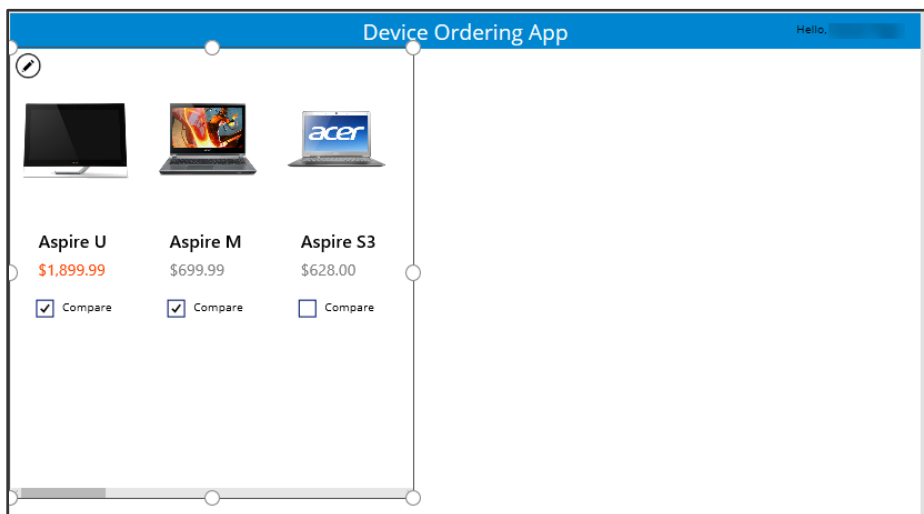 Device Ordering App
Hello,
acer
Aspire U
Aspire M
Aspire S3
$1,899.99
$699.99
$628.00
Compare
Compare
Compare